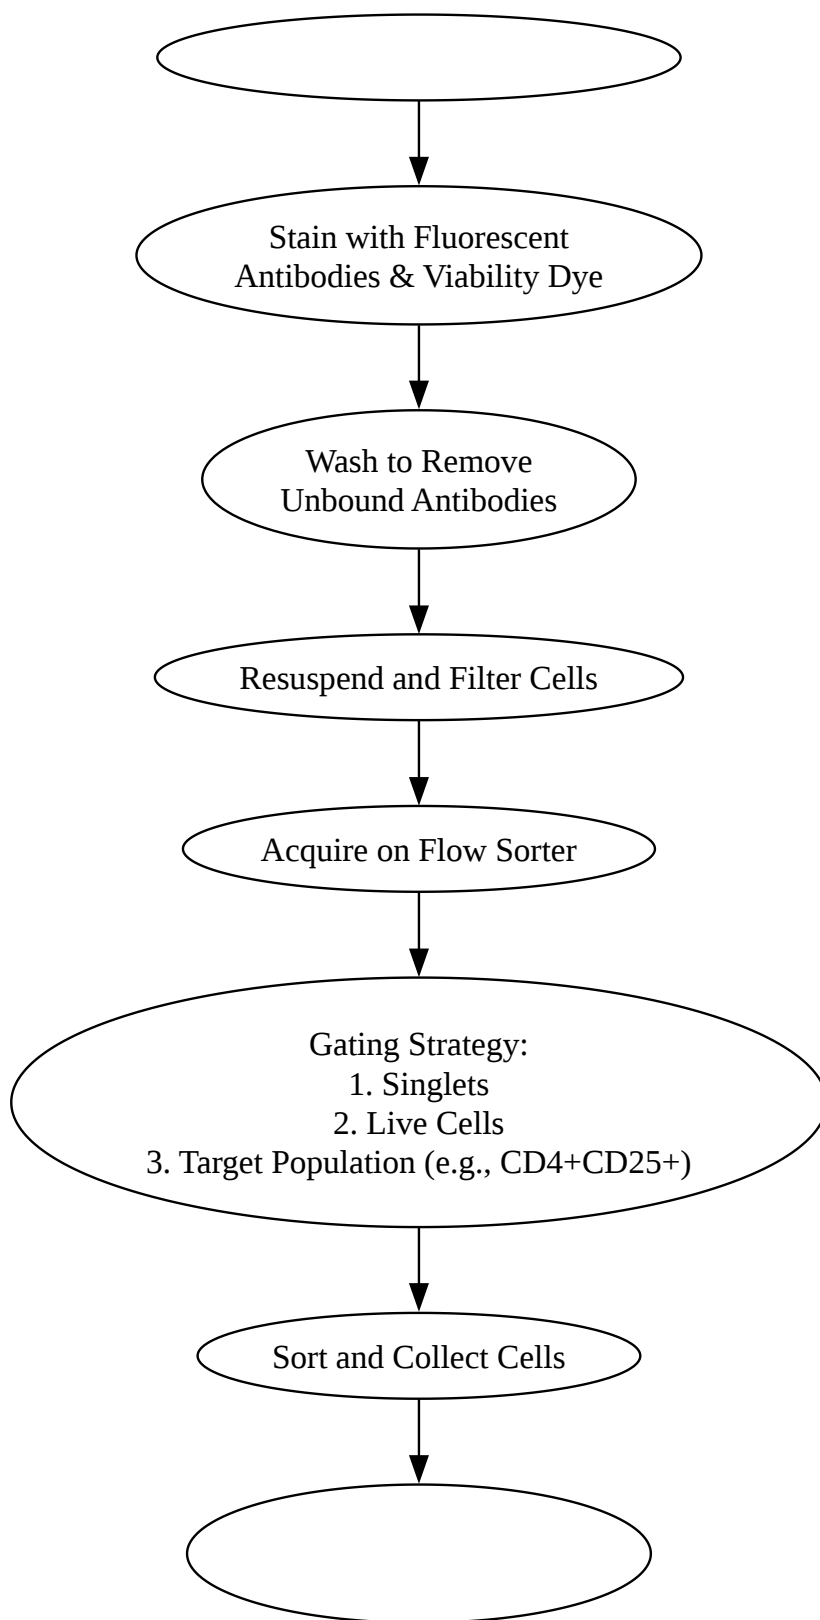 Stain with Fluorescent
Antibodies & Viability Dye
Wash to Remove
Unbound Antibodies
Resuspend and Filter Cells
Acquire on Flow Sorter
Gating Strategy:
1. Singlets
2. Live Cells
3. Target Population (e.g., CD4+CD25+)
Sort and Collect Cells